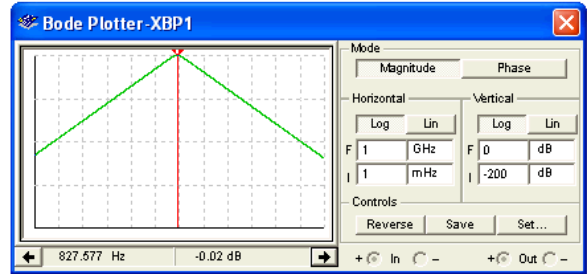 Bode Plotter-XBP1
Mode
Magnitude Phase
Horizontal Vertical
Log Lin Log Lin
F 1 GHz F 0 dB
I 1 mHz I -200 dB
Controls
Reverse Save Set...
827.577 Hz -0.02 dB + In - + Out -